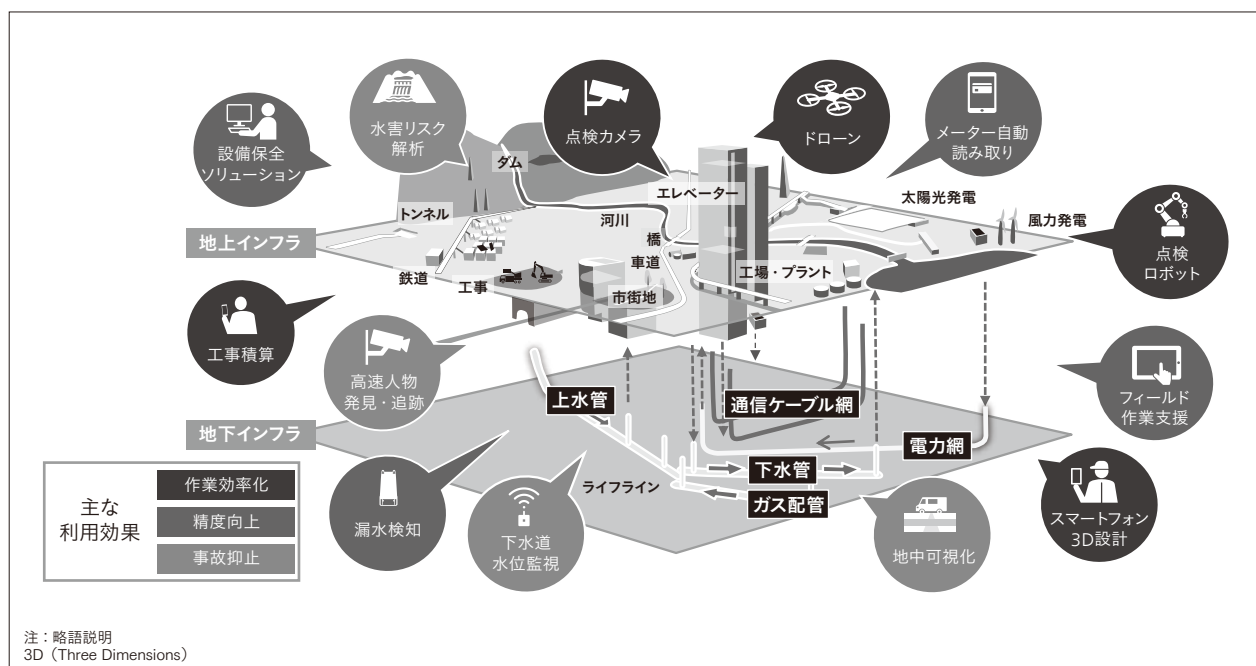 設備保全
ソリューション
水害リスク
解析
点検カメラ
ドローン
メーター自動
読み取り
ダム
エレベーター
太陽光発電
トンネル
河川
風力発電
地上インフラ
橋
点検
ロボット
車道
鉄道
工事
工場・プラント
市街地
工事積算
高速人物
発見・追跡
フィールド
作業支援
上水管
通信ケーブル網
地下インフラ
電力網
下水管
ライフライン
ガス配管
主な
利用効果
作業効率化
精度向上
事故抑止
漏水検知
下水道
水位監視
地中可視化
スマートフォン
3D設計
注：略語説明
3D（Three Dimensions）